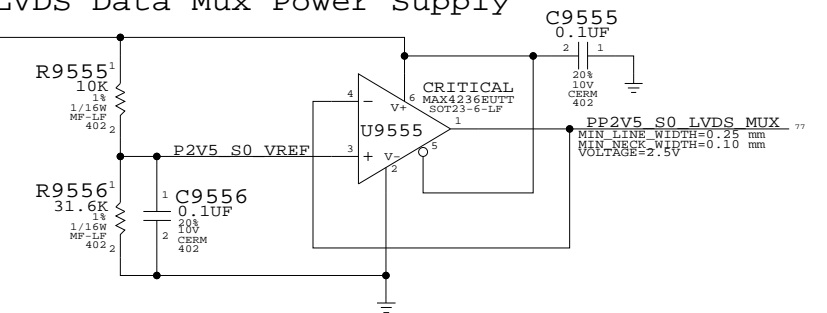 LVDS Data Mux Power Supply
C9555
0.1UF
2 1
20%
10V
CERM
402
R9555
1
10K
1%
1/16W
MF-LF
402
2
4
6
V+
CRITICAL
MAX4236EUTT
SOT23-6-LF
U9555
1
5
PP2V5_S0_LVDS_MUX
77
MIN_LINE_WIDTH=0.25 mm
MIN_NECK_WIDTH=0.10 mm
VOLTAGE=2.5V
P2V5_S0_VREF
3
V-
2
R9556
1
31.6K
1%
1/16W
MF-LF
402
2
1
C9556
0.1UF
20%
10V
CERM
402
2